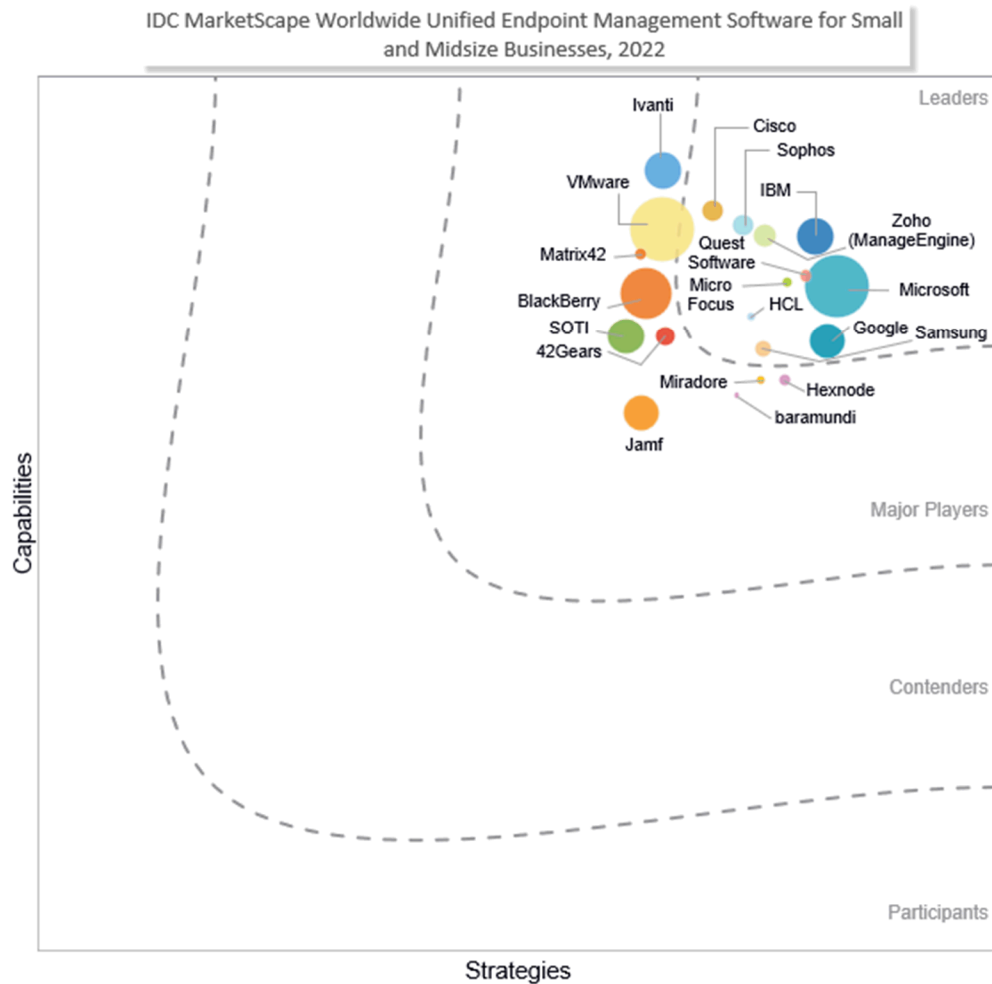 IDC MarketScape Worldwide Unified Endpoint Management Software for Small
and Midsize Businesses, 2022
Leaders
Ivanti
Cisco
Sophos
VMware
IBM
Zoho
(ManageEngine)
Matrix42
Quest
Software
Micro
Focus
Microsoft
BlackBerry
HCL
SOTI
Google
Samsung
42Gears
Miradore
Hexnode
baramundi
Jamf
Major Players
Capabilities
Contenders
Participants
Strategies